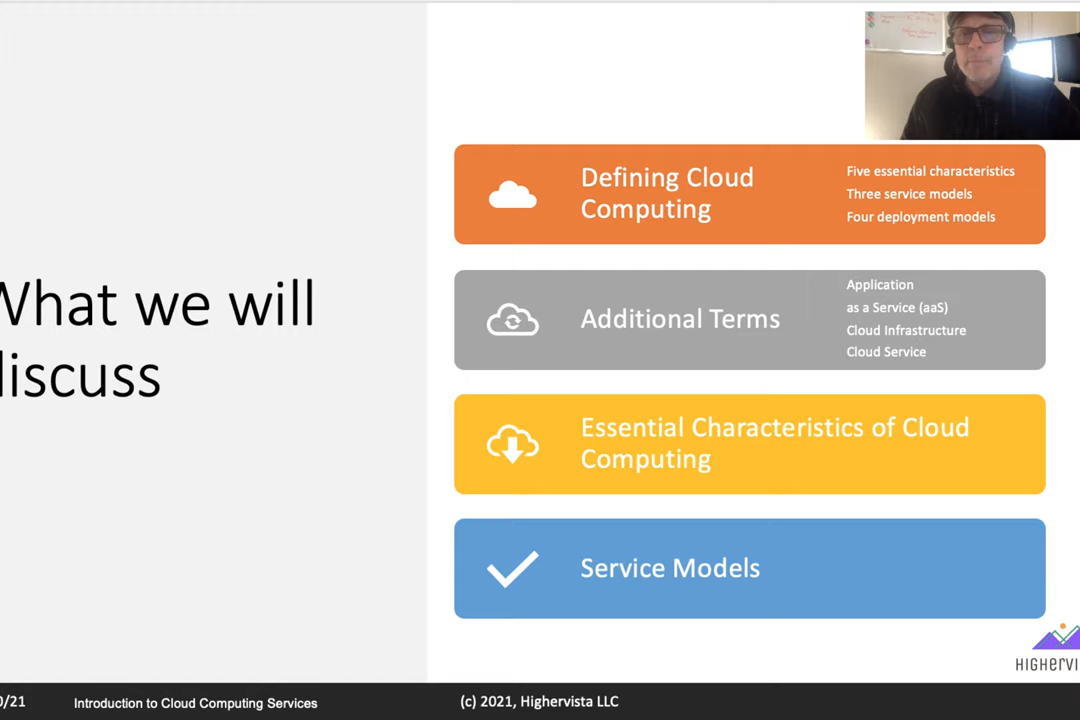 What we will
discuss
Defining Cloud
Computing
Five essential characteristics
Three service models
Four deployment models
Additional Terms
Application
as a Service (aaS)
Cloud Infrastructure
Cloud Service
Essential Characteristics of Cloud
Computing
Service Models
HIGHERVI
0/21
Introduction to Cloud Computing Services
(c) 2021, Highervista LLC